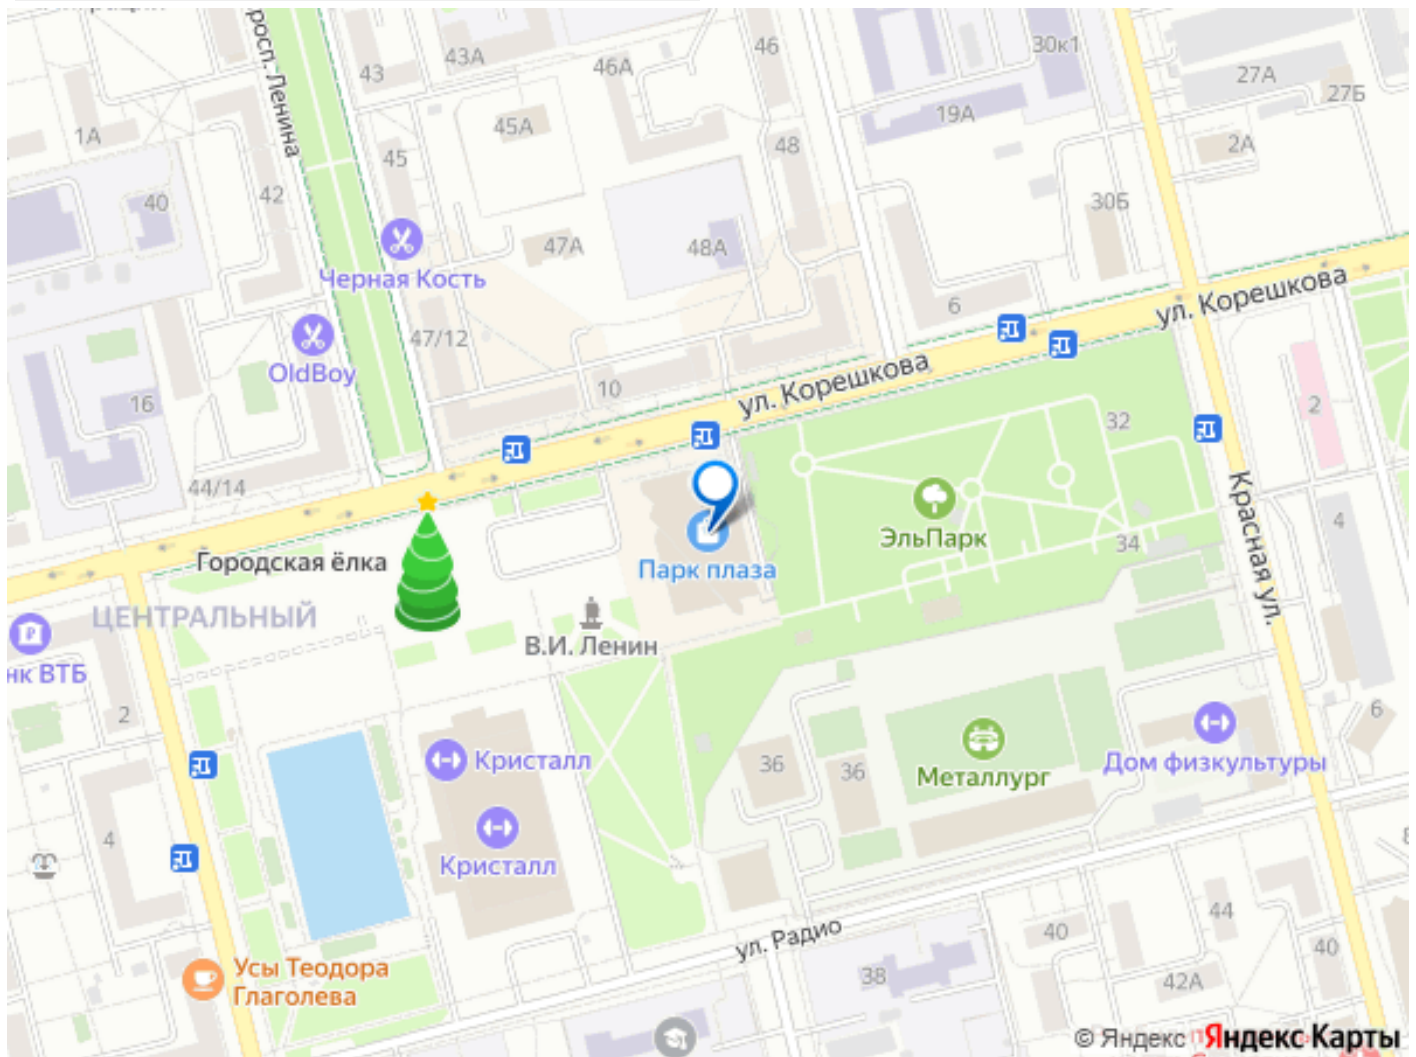 просп. Ленина
43А
43
46
46А
30к1
27А
27Б
19А
2А
1А
45А
45
48
42
40
30Б
47А
48А
Черная Кость
6
ул. Корешкова
47/12
OldBoy
ул. Корешкова
10
16
2
32
44/14
Красная ул.
ЭльПарк
4
34
Городская ёлка
Парк плаза
ЦЕНТРАЛЬНЫЙ
В.И. Ленин
нк ВТБ
2
6
Кристалл
36
36
Металлург
Дом физкультуры
4
Кристалл
8
44
40
ул. Радио
40
Усы Теодора
Глаголева
38
42А
© Яндекс
Яндекс Карты